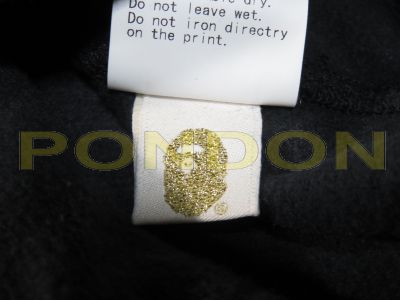 Do not leave wet.
Do not iron directry
on the print.
PONDON
®